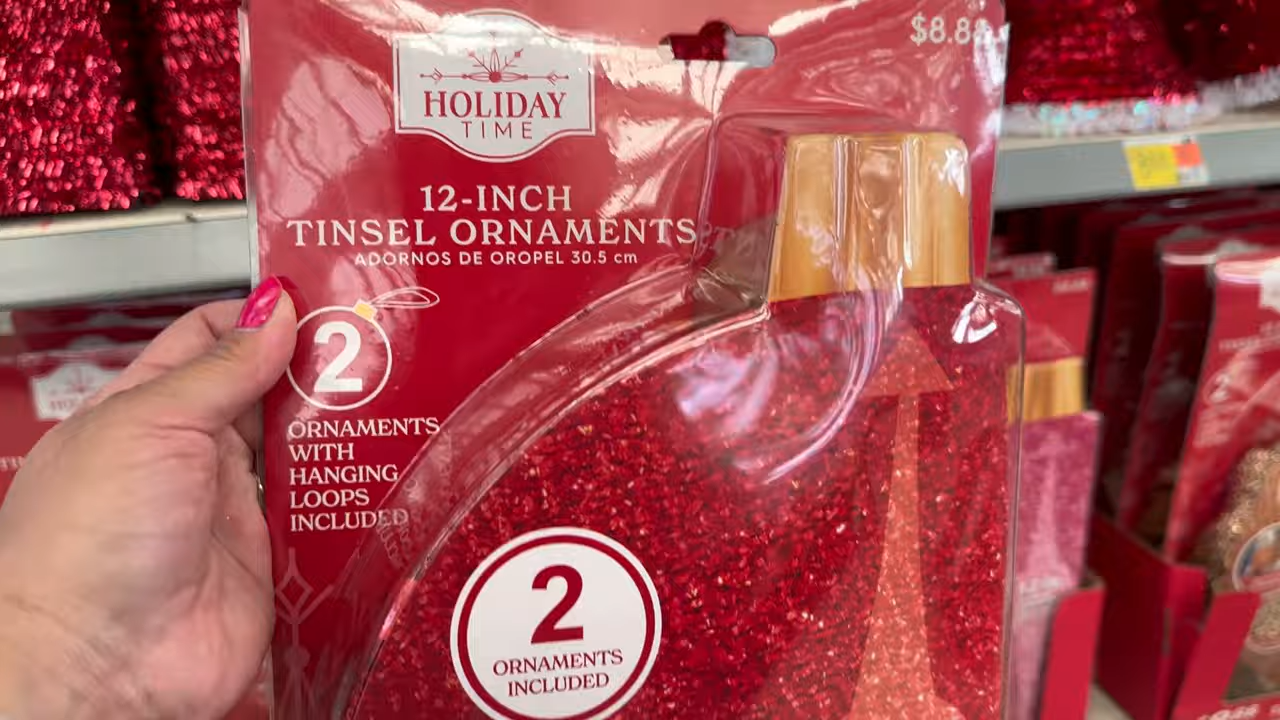 HOLIDAY
TIME
12-INCH
TINSEL ORNAMENTS
ADORNOS DE OROPEL 30.5 cm
2
ORNAMENTS
WITH
HANGING
LOOPS
INCLUDED
2
ORNAMENTS
INCLUDED